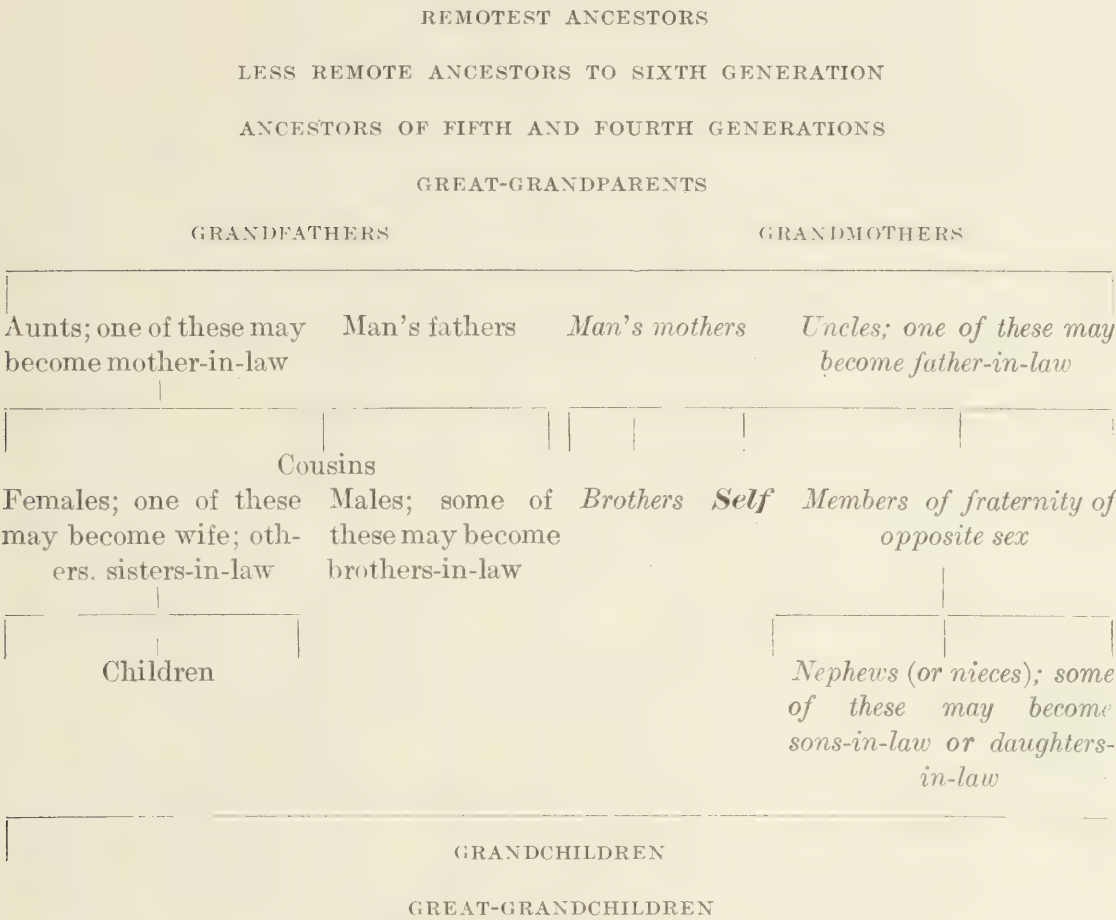 REMOTEST ANCESTORS
LESS REMOTE ANCESTORS TO SIXTH GENERATION
ANCESTORS OF FIFTH AND FOURTH GENERATIONS
GREAT-GRANDPARENTS
GRANDFATHERS
GRANDMOTHERS
Aunts; one of these may
become mother-in-law
Man's fathers
Man's mothers
Uncles; one of these may
become father-in-law
Cousins
Females; one of these
may become wife; oth-
ers. sisters-in-law
Males; some of
these may become
brothers-in-law
Brothers
Self
Members of fraternity of
opposite sex
Children
Nephews (or nieces); some
of these may become
sons-in-law or daughters-
in-law
GRANDCHILDREN
GREAT-GRANDCHILDREN